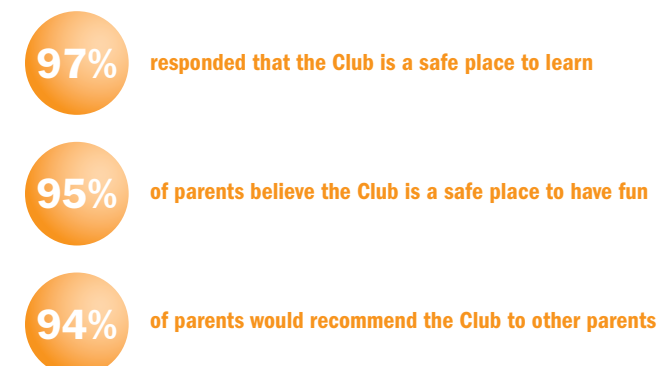 97% responded that the Club is a safe place to learn
95% of parents believe the Club is a safe place to have fun
94% of parents would recommend the Club to other parents